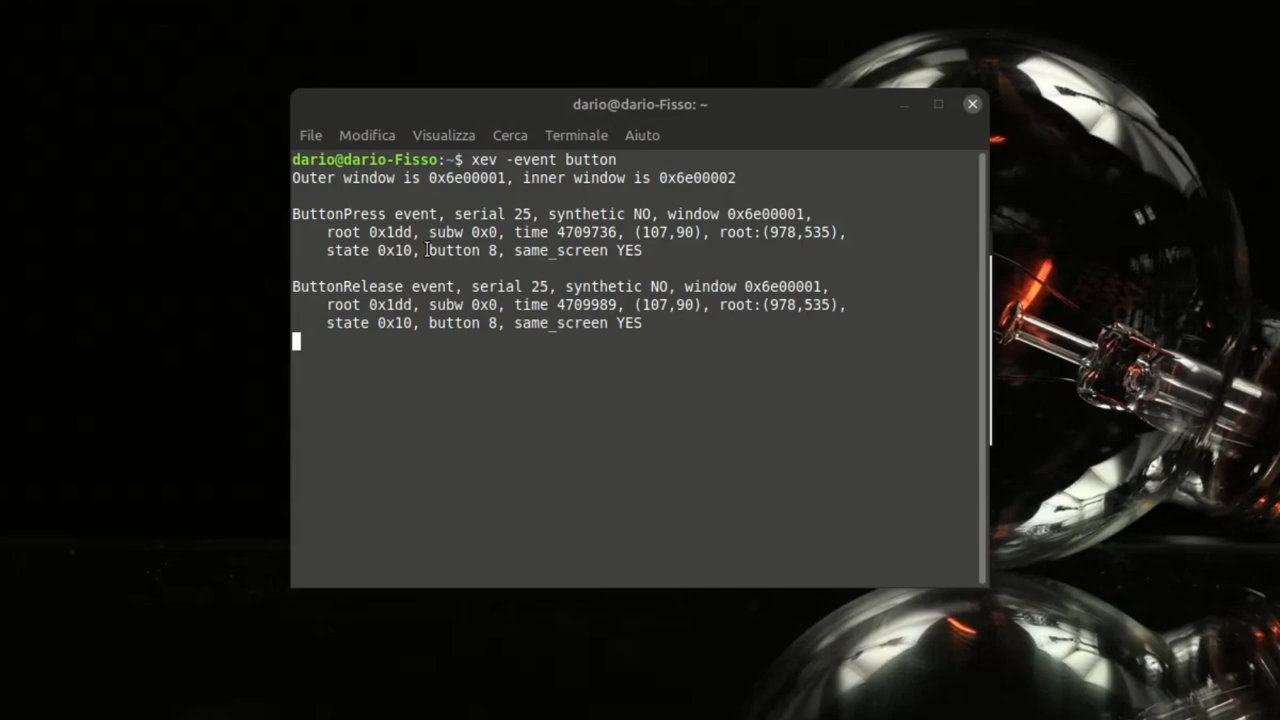 dario@dario-Fisso: ~
File Modifica Visualizza Cerca Terminale Aiuto
dario@dario-Fisso:~$ xev -event button
Outer window is 0x6e00001, inner window is 0x6e00002
ButtonPress event, serial 25, synthetic NO, window 0x6e00001,
root 0x1dd, subw 0x0, time 4709736, (107,90), root:(978,535),
state 0x10, button 8, same_screen YES
ButtonRelease event, serial 25, synthetic NO, window 0x6e00001,
root 0x1dd, subw 0x0, time 4709989, (107,90), root:(978,535),
state 0x10, button 8, same_screen YES